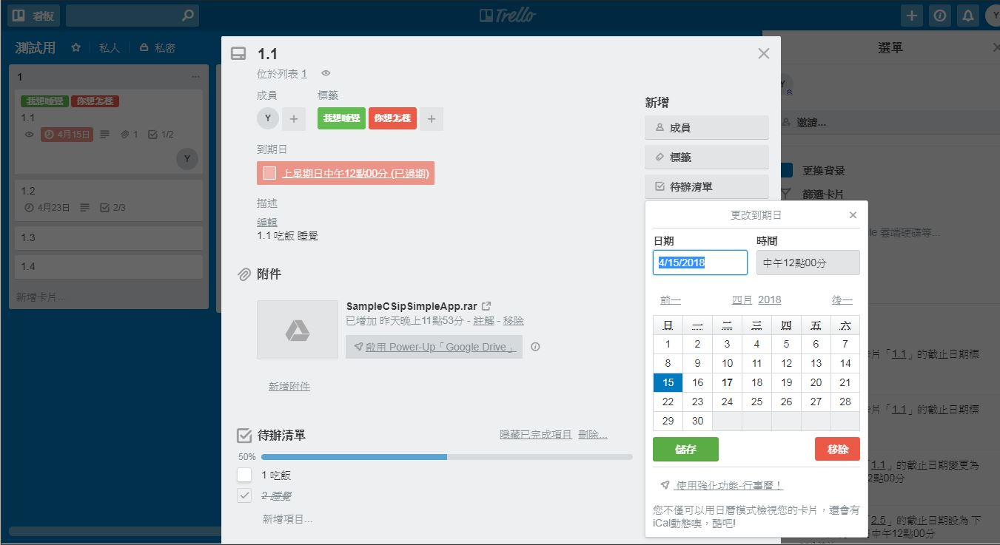 看板
Trello
Y
測試用
私人
私密
1
...
我想睡覺 你想怎樣
1.1
4月15日 1 1/2
Y
1.2
4月23日 2/3
1.3
1.4
新增卡片...
1.1
位於列表 1
成員 標籤
Y + 我想睡覺 你想怎樣 +
到期日
上星期日中午12點00分 (已過期)
描述
編輯
1.1 吃飯 睡覺
附件
SampleCSipSimpleApp.rar
已增加 昨天晚上11點53分 - 註解 - 移除
啟用 Power-Up「Google Drive」
新增附件
待辦清單 隱藏已完成項目 刪除...
50%
1 吃飯
2 睡覺
新增項目...
新增
成員
標籤
待辦清單
更改到期日
日期 時間
4/15/2018 中午12點00分
前一 四月 2018 後一
日 一 二 三 四 五 六
1 2 3 4 5 6 7
8 9 10 11 12 13 14
15 16 17 18 19 20 21
22 23 24 25 26 27 28
29 30
儲存 移除
使用強化功能-行事曆！
您不僅可以用日曆模式檢視您的卡片，還會有
iCal動態噢，酷吧!
選單
Y
邀請...
更換背景
篩選卡片
le 雲端硬碟等...
片「1.1」的截止日期標
片「1.1」的截止日期標
「1.1」的截止日期變更為
2點00分
「2.5」的截止日期設為 下
中午12點00分